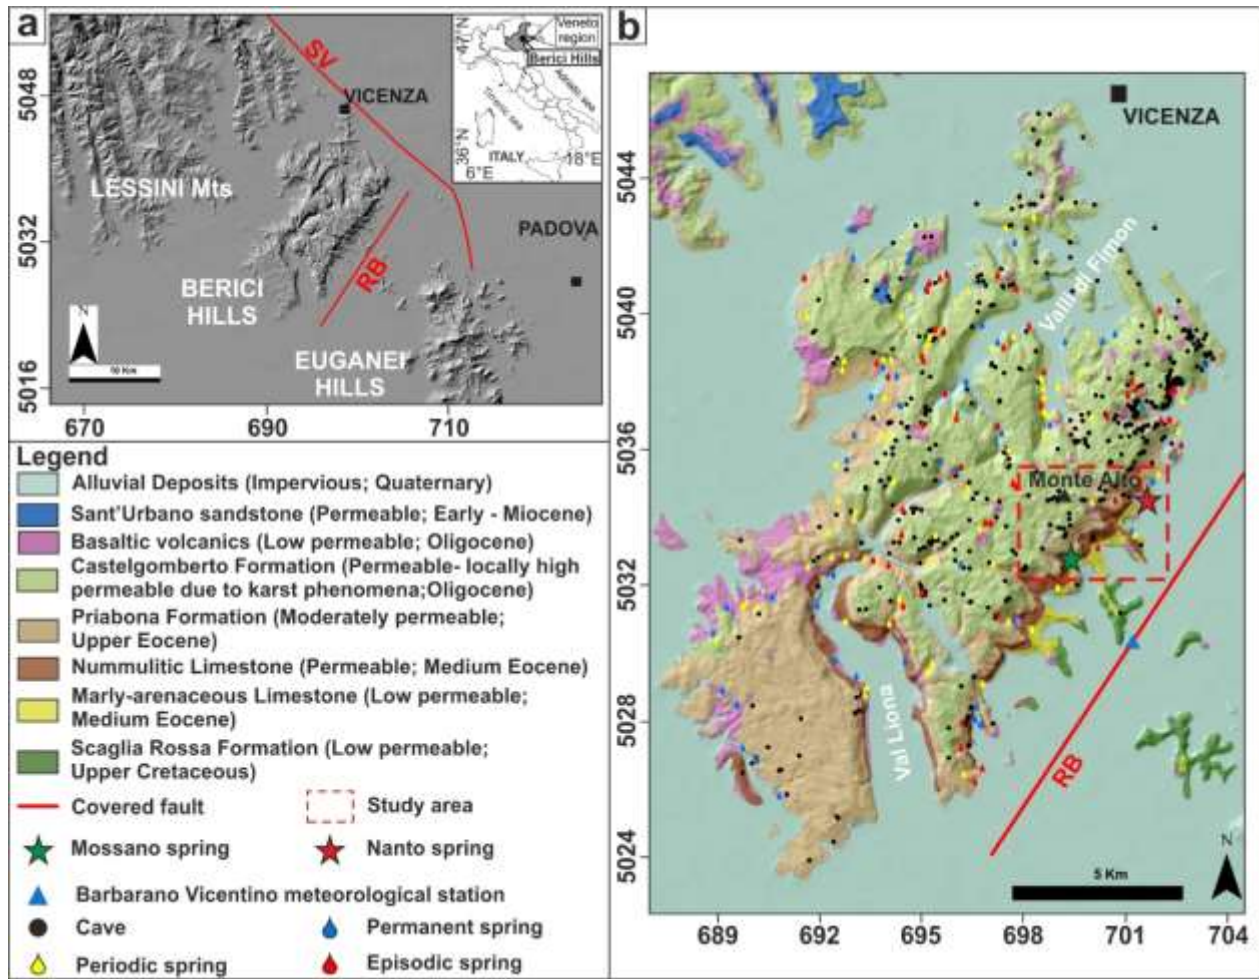 a
5048
5032
5016
670
690
710
SV
VICENZA
LESSINI Mts
PADOVA
BERICI
HILLS
RB
EUGANEI
HILLS
N
10 Km
47°N
36°N
6°E
18°E
Veneto
region
Berici Hills
Adriatic sea
Tirrenic sea
ITALY
Legend
Alluvial Deposits (Impervious; Quaternary)
Sant'Urbano sandstone (Permeable; Early - Miocene)
Basaltic volcanics (Low permeable; Oligocene)
Castelgomberto Formation (Permeable- locally high
permeable due to karst phenomena;Oligocene)
Priabona Formation (Moderately permeable;
Upper Eocene)
Nummulitic Limestone (Permeable; Medium Eocene)
Marly-arenaceous Limestone (Low permeable;
Medium Eocene)
Scaglia Rossa Formation (Low permeable;
Upper Cretaceous)
Covered fault
Study area
Mossano spring
Nanto spring
Barbarano Vicentino meteorological station
Cave
Permanent spring
Periodic spring
Episodic spring
b
VICENZA
5044
5040
5036
5032
5028
5024
Valli di Fimon
Monte Alto
Val Liona
RB
N
5 Km
689
692
695
698
701
704